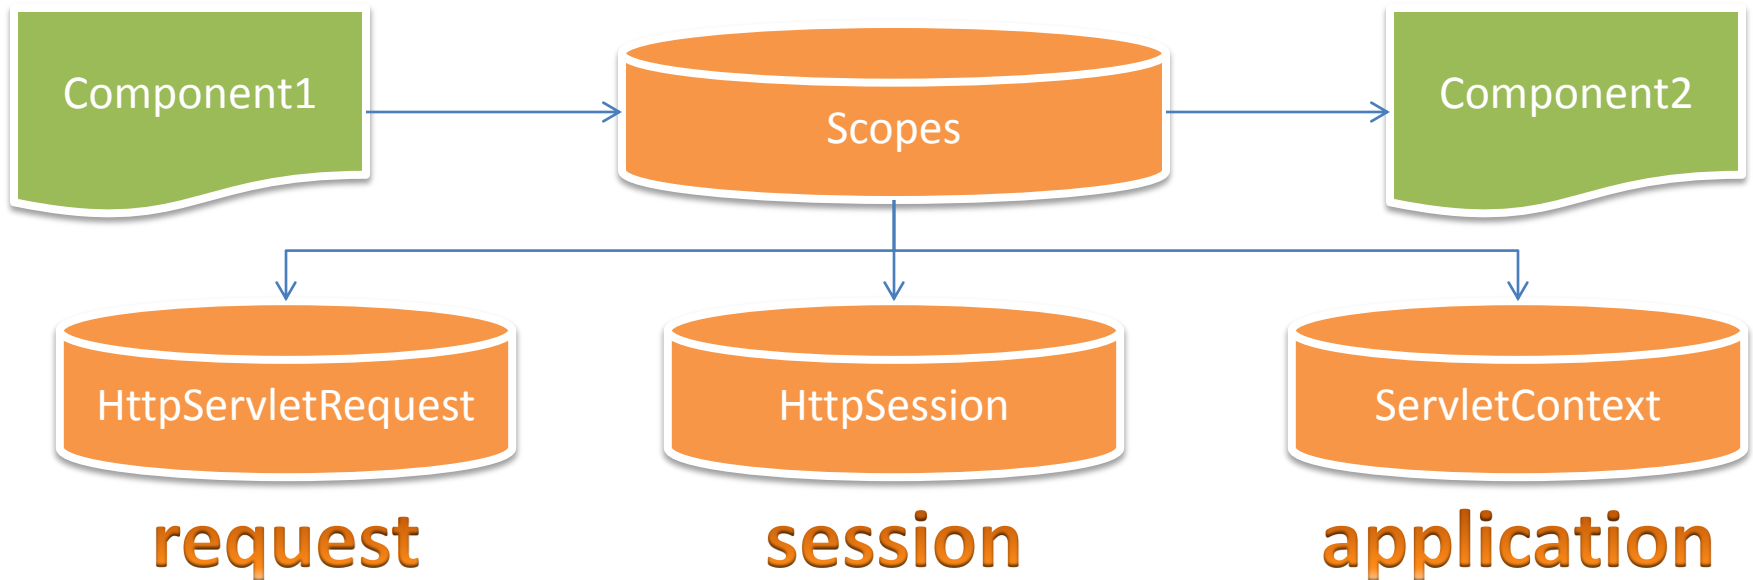 Component1
Scopes
Component2
HttpServletRequest
HttpSession
ServletContext
request
session
application